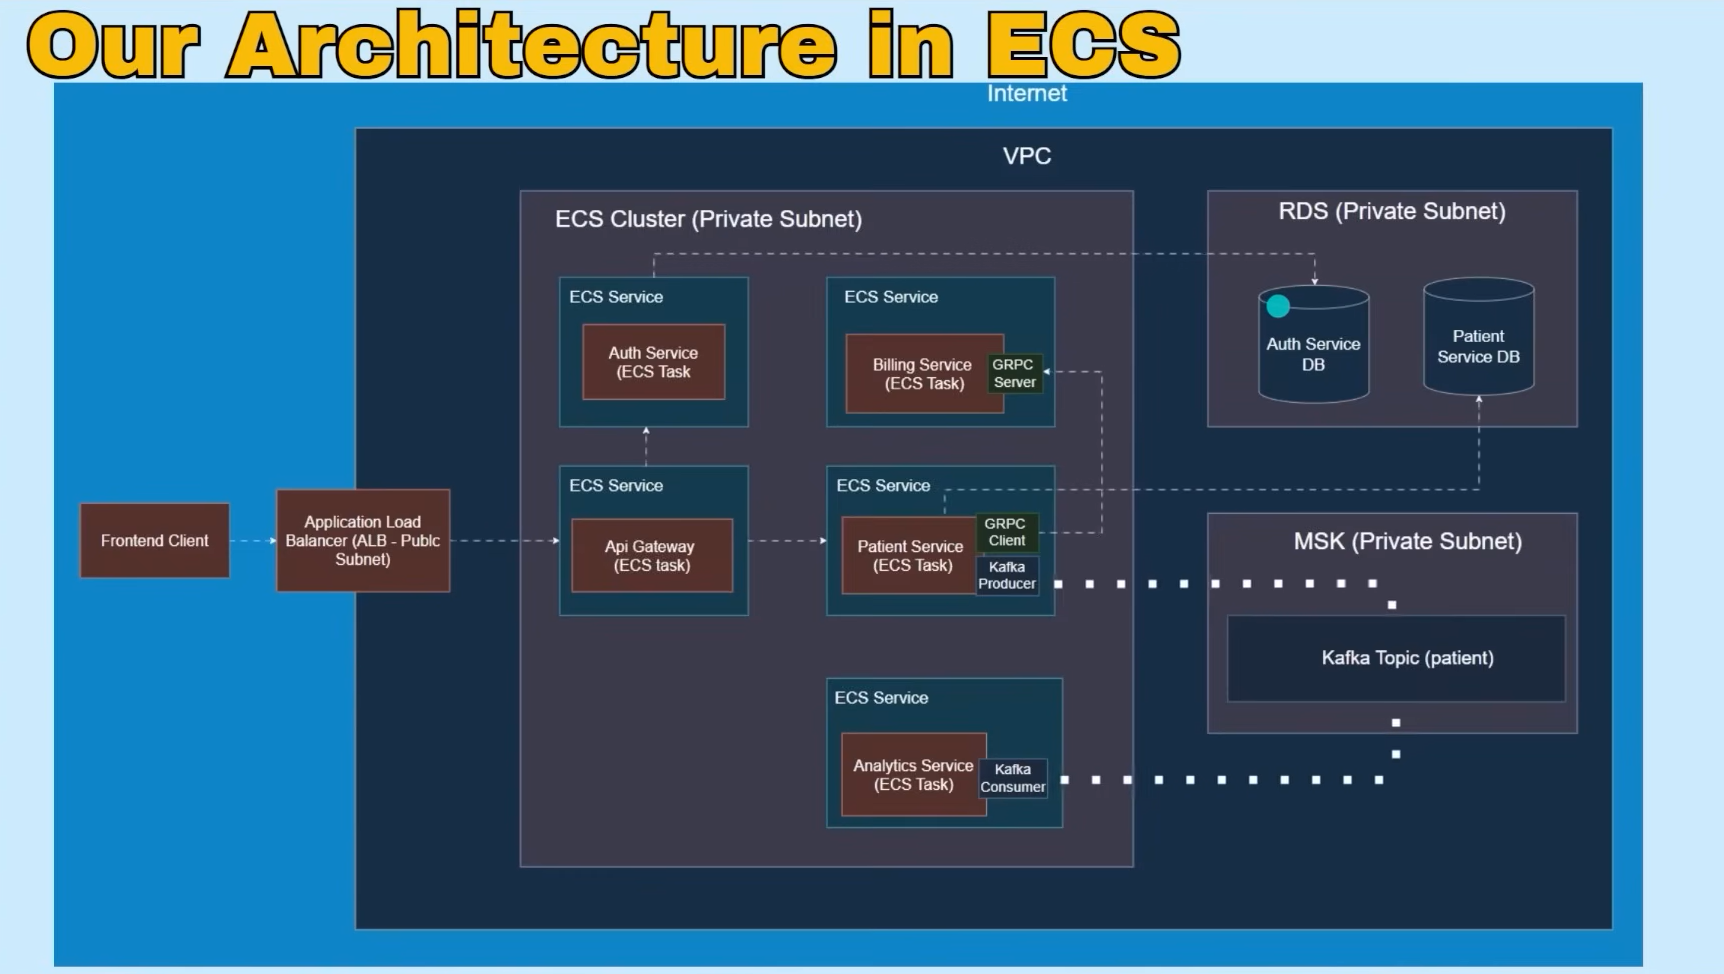 Our Architecture in ECS
Internet
VPC
ECS Cluster (Private Subnet)
RDS (Private Subnet)
ECS Service
Auth Service
(ECS Task
ECS Service
Billing Service
(ECS Task)
GRPC
Server
Auth Service
DB
Patient
Service DB
Frontend Client
Application Load
Balancer (ALB - Publc
Subnet)
ECS Service
Api Gateway
(ECS task)
ECS Service
Patient Service
(ECS Task)
GRPC
Client
Kafka
Producer
MSK (Private Subnet)
Kafka Topic (patient)
ECS Service
Analytics Service
(ECS Task)
Kafka
Consumer